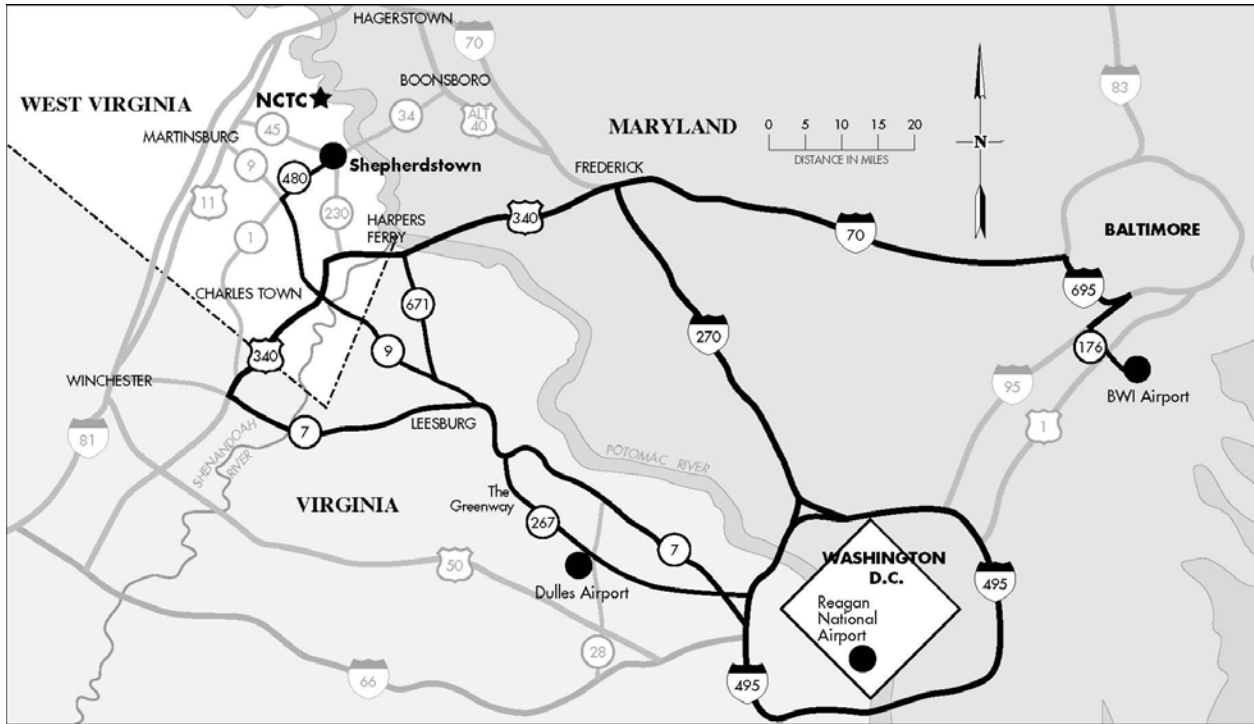 HAGERSTOWN
70
83
BOONSBORO
WEST VIRGINIA
NCTC
34
ALT
40
MARYLAND
0 5 10 15 20
DISTANCE IN MILES
N
45
MARTINSBURG
9
Shepherdstown
480
FREDERICK
11
230
340
HARPERS
FERRY
1
70
BALTIMORE
CHARLES TOWN
671
695
270
340
9
176
WINCHESTER
95
BWI Airport
7
LEESBURG
1
81
SHENANDOAH
RIVER
POTOMAC RIVER
VIRGINIA
The
Greenway
267
7
50
WASHINGTON
D.C.
495
Dulles Airport
Reagan
National
Airport
28
66
495